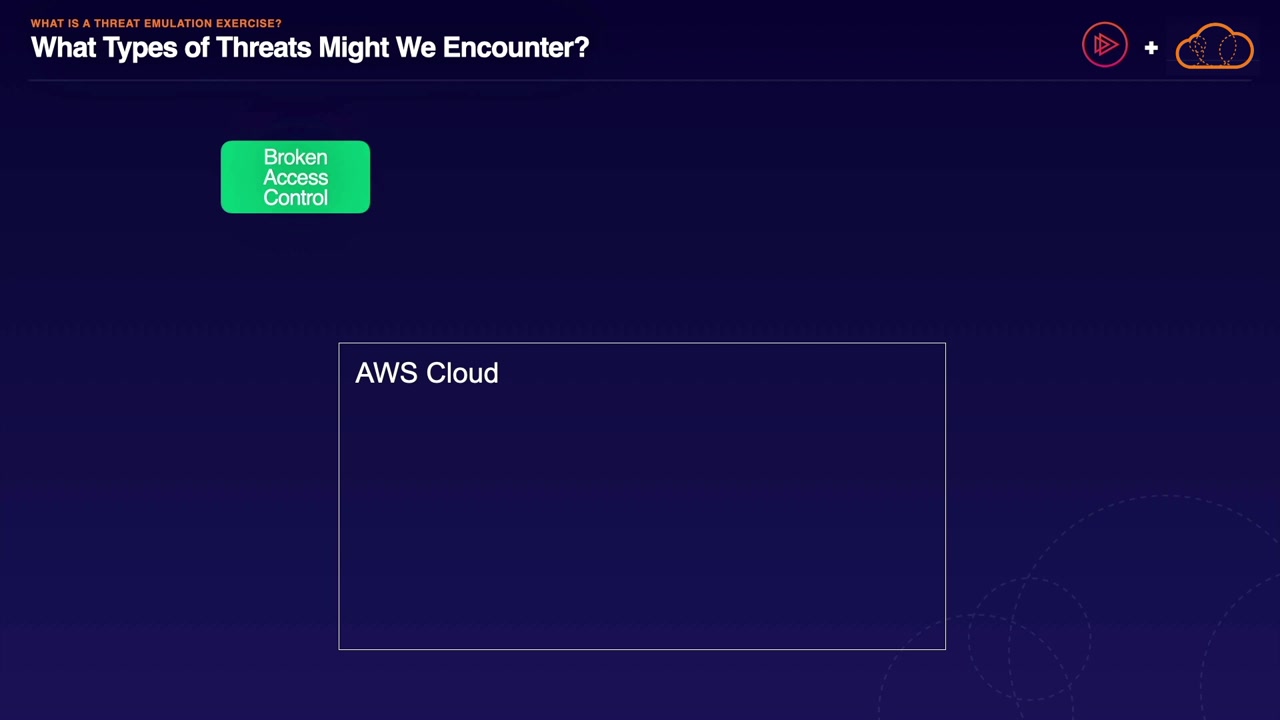 WHAT IS A THREAT EMULATION EXERCISE?
What Types of Threats Might We Encounter?
+
Broken
Access
Control
AWS Cloud